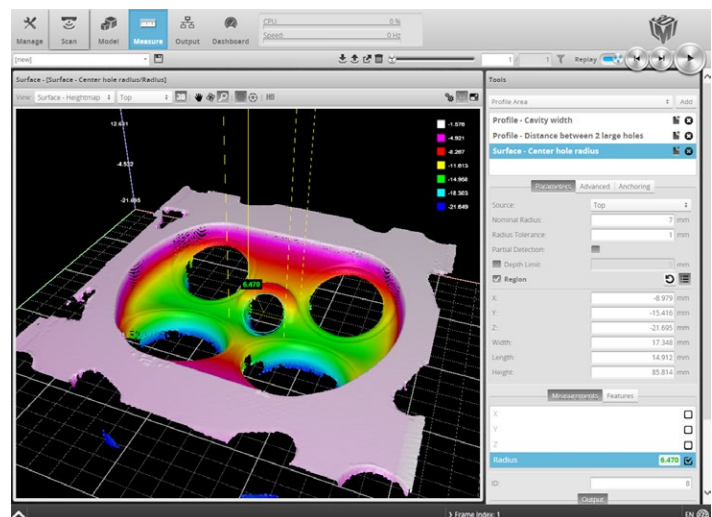 CPU: 0 %
Speed: 0 Hz
Manage Scan Model Measure Output Dashboard
[new]
1 1 Replay
Surface - [Surface - Center hole radius/Radius]
View: Surface - Heightmap Top HB
12.631
-4.532
-21.695
-1.576
-4.921
-8.267
-11.613
-14.958
-18.303
-21.649
6.470
Tools
Profile Area Add
Profile - Cavity width
Profile - Distance between 2 large holes
Surface - Center hole radius
Parameters Advanced Anchoring
Source: Top
Nominal Radius: 7 mm
Radius Tolerance: 1 mm
Partial Detection:
Depth Limit: mm
Region
X: -8.979 mm
Y: -15.416 mm
Z: -21.695 mm
Width: 17.348 mm
Length: 14.912 mm
Height: 85.814 mm
Measurements Features
X
Y
Z
Radius 6.470
ID: 8
Output
Frame Index: 1 EN